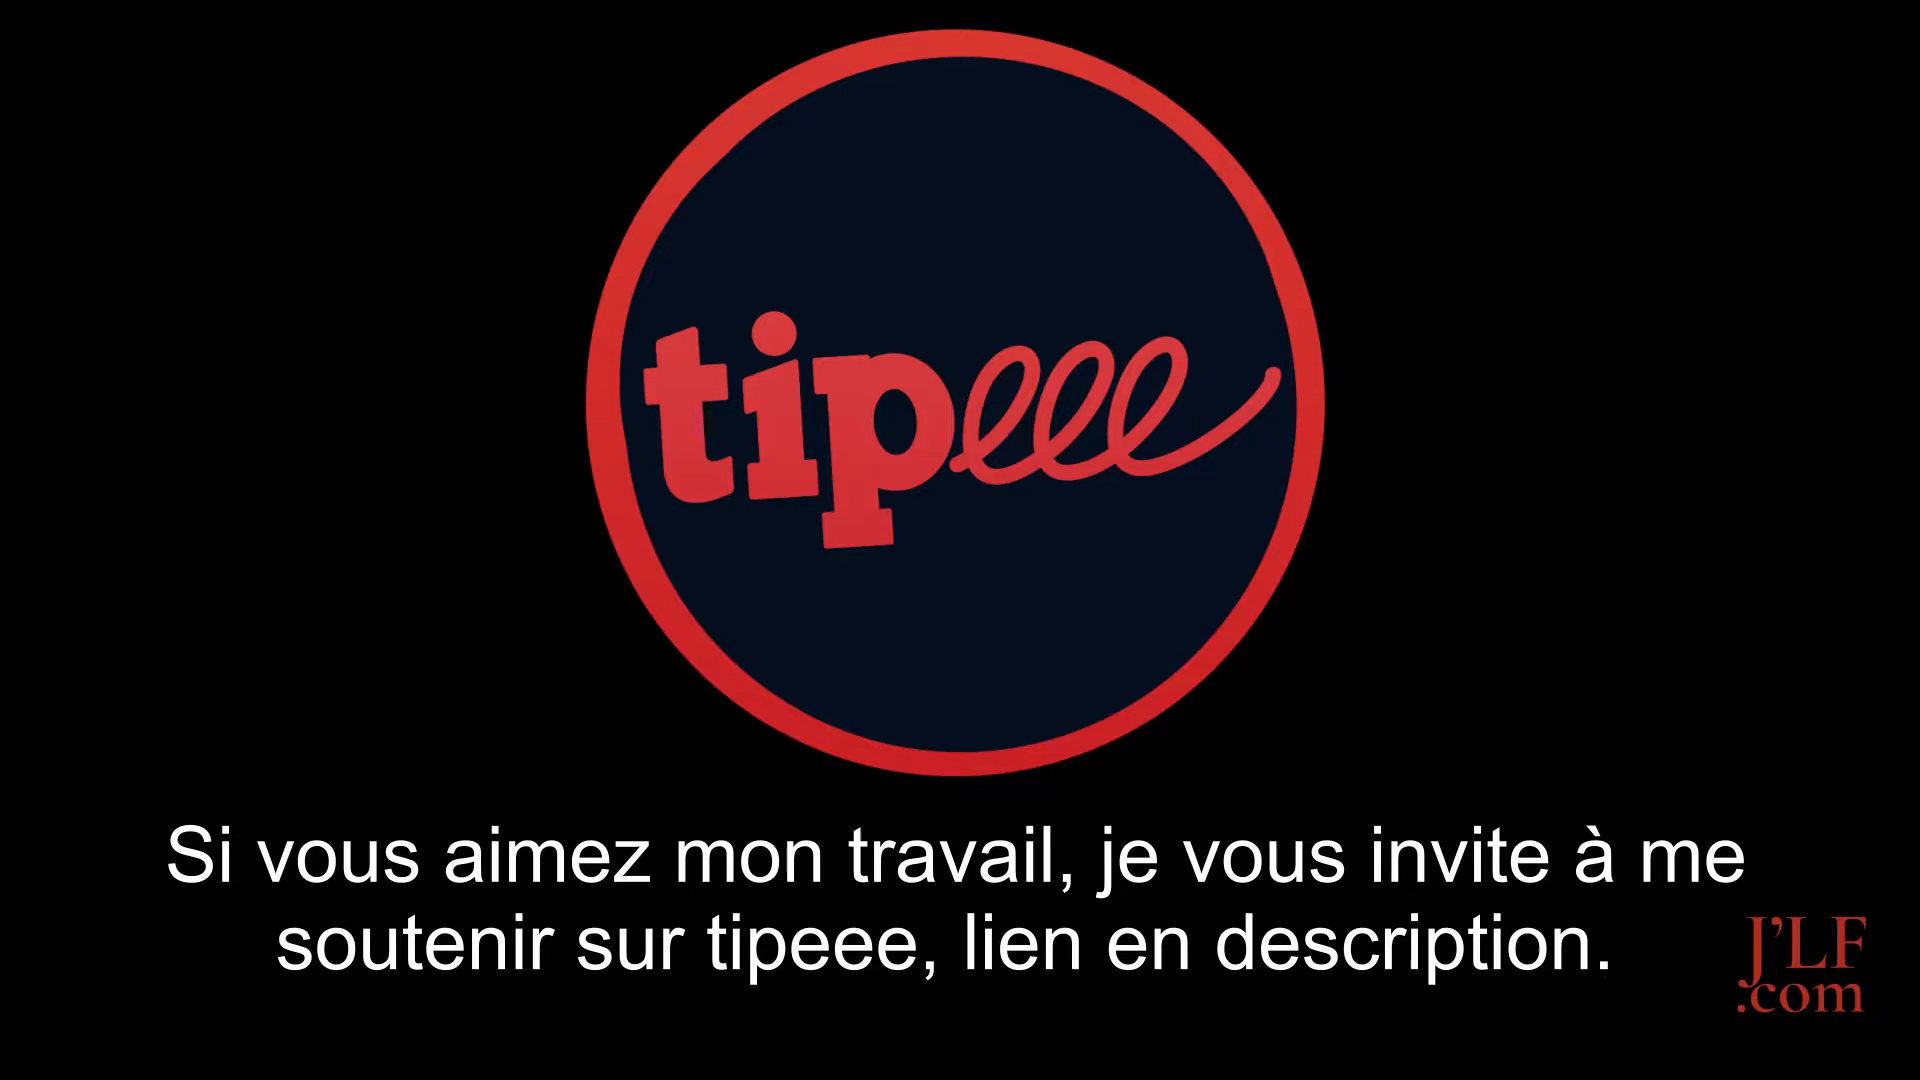 tipeee
Si vous aimez mon travail, je vous invite à me
soutenir sur tipeee, lien en description.
J'LF
.com